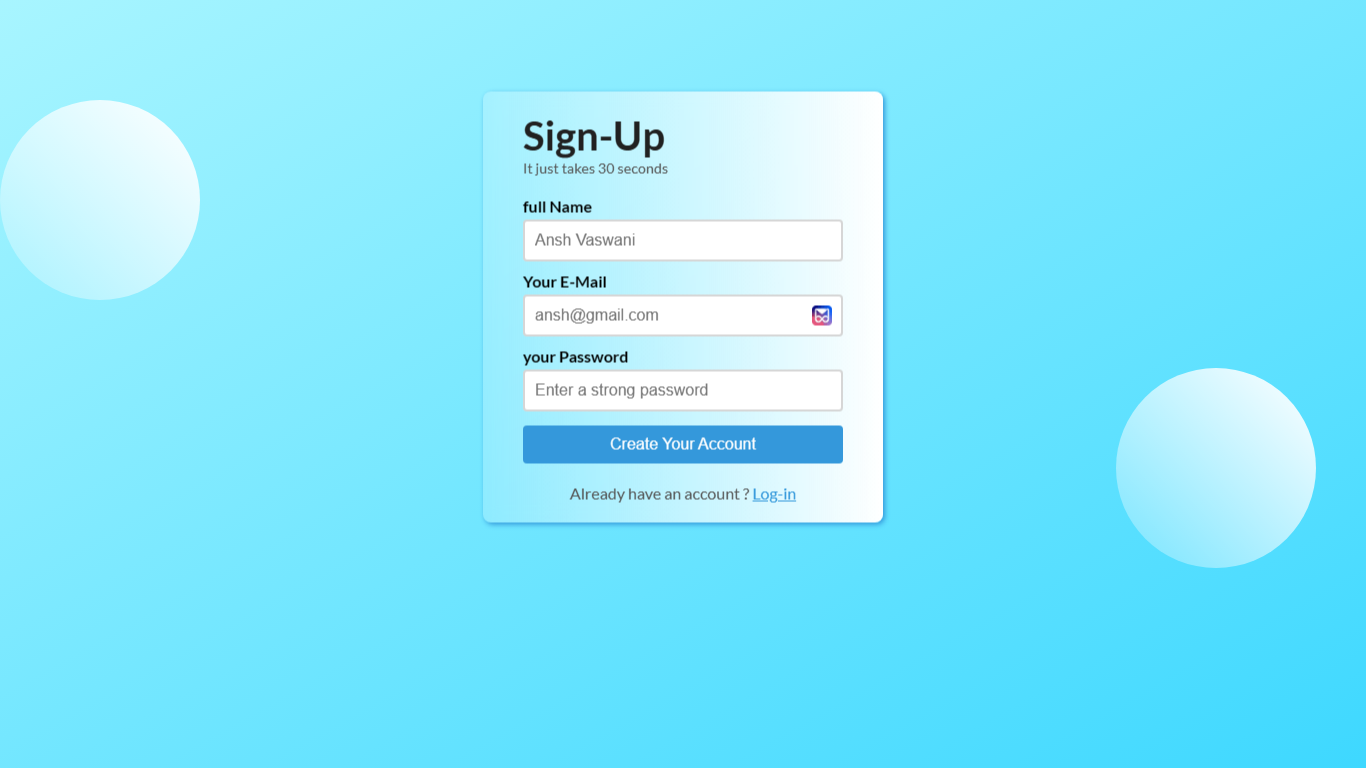 Sign-Up
It just takes 30 seconds
full Name
Ansh Vaswani
Your E-Mail
ansh@gmail.com
your Password
Enter a strong password
Create Your Account
Already have an account ? Log-in